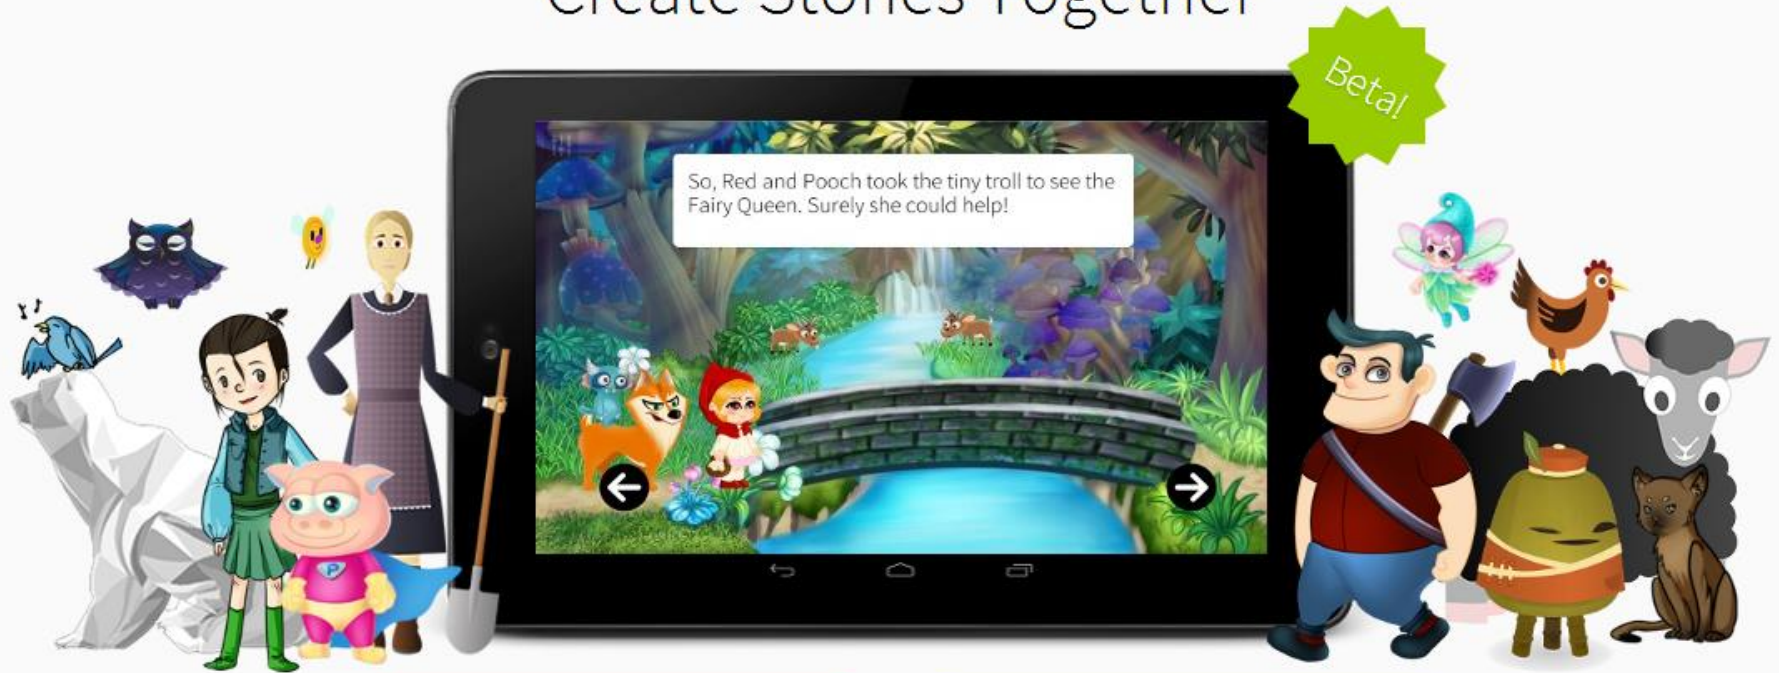 Create Stories Together
Beta!
So, Red and Pooch took the tiny troll to see the
Fairy Queen. Surely she could help!
P